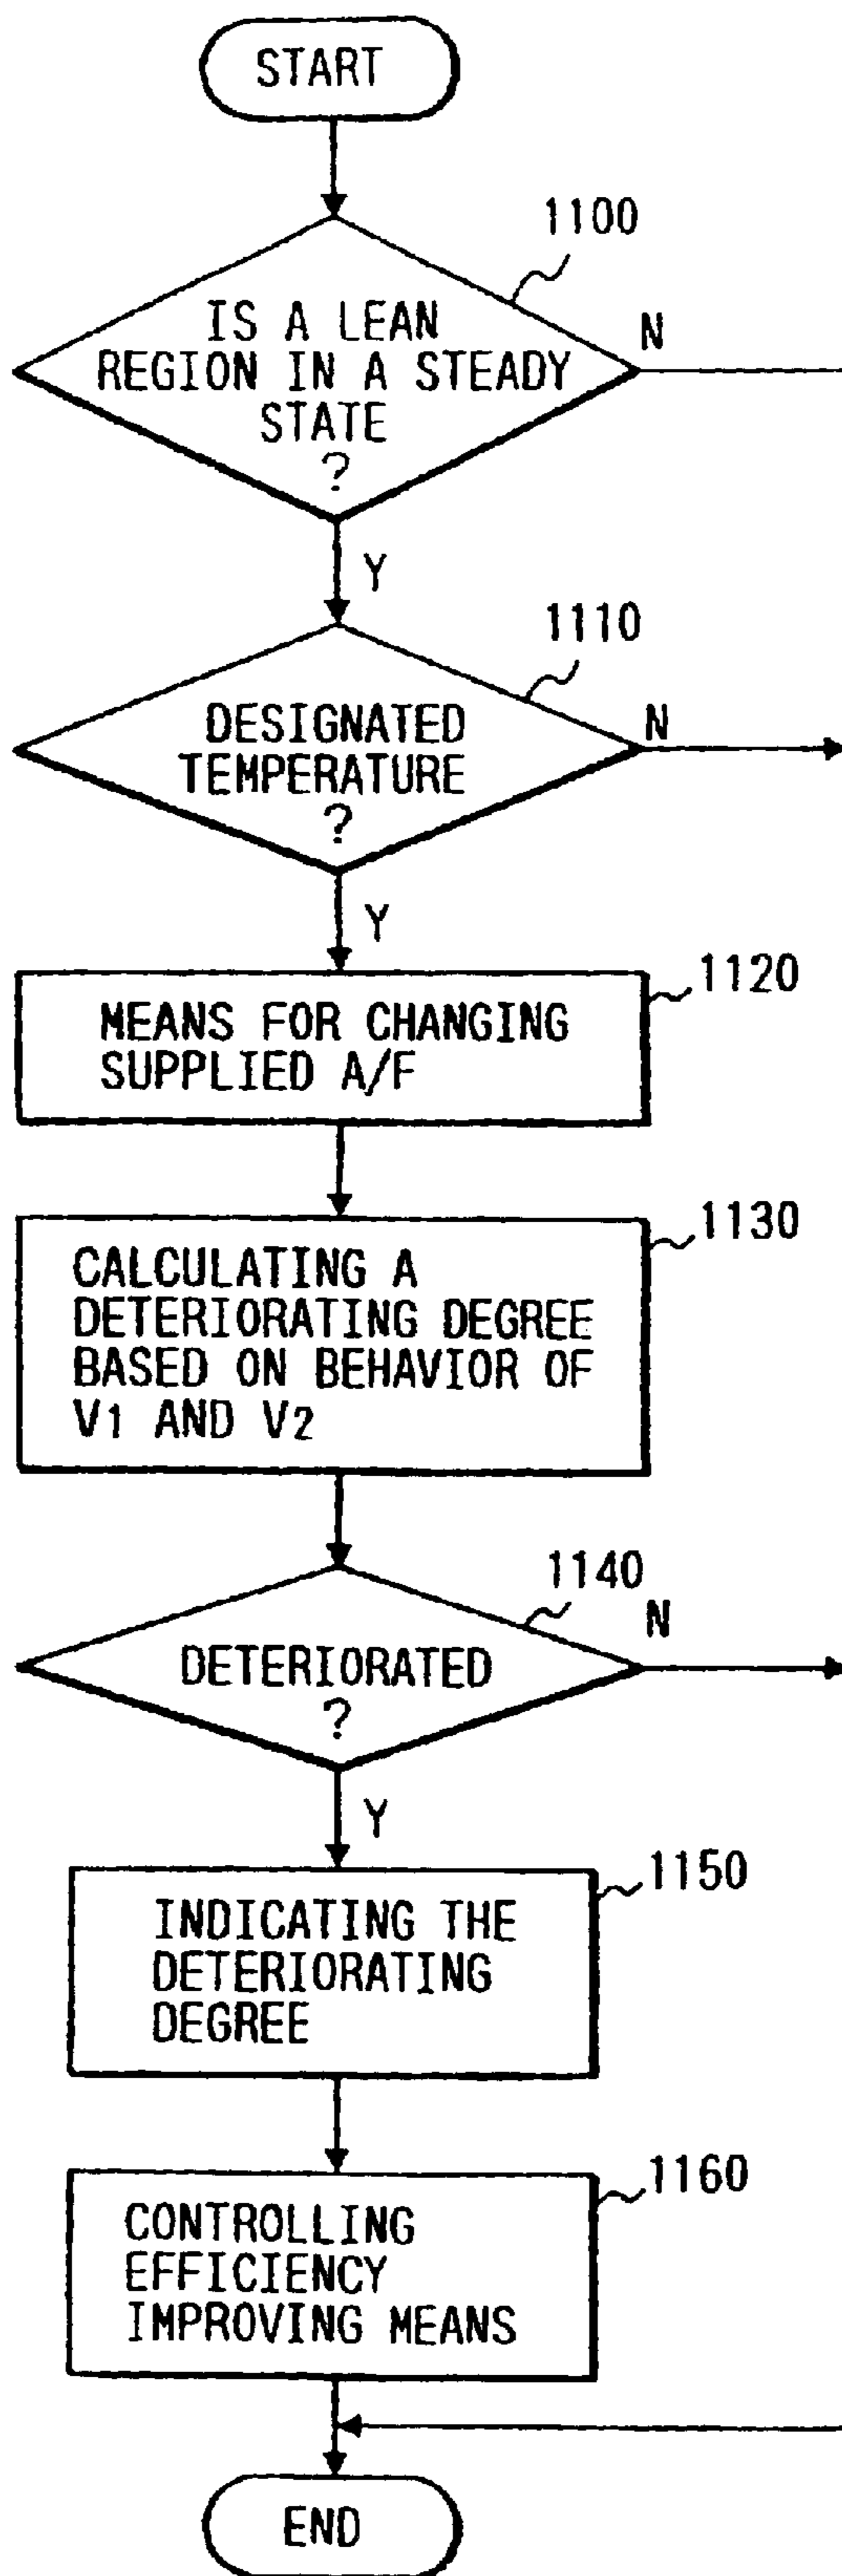 START
1100
IS A LEAN
REGION IN A STEADY
STATE
?
N
Y
1110
DESIGNATED
TEMPERATURE
?
N
Y
1120
MEANS FOR CHANGING
SUPPLIED A/F
1130
CALCULATING A
DETERIORATING DEGREE
BASED ON BEHAVIOR OF
V1 AND V2
1140
DETERIORATED
?
N
Y
1150
INDICATING THE
DETERIORATING
DEGREE
1160
CONTROLLING
EFFICIENCY
IMPROVING MEANS
END